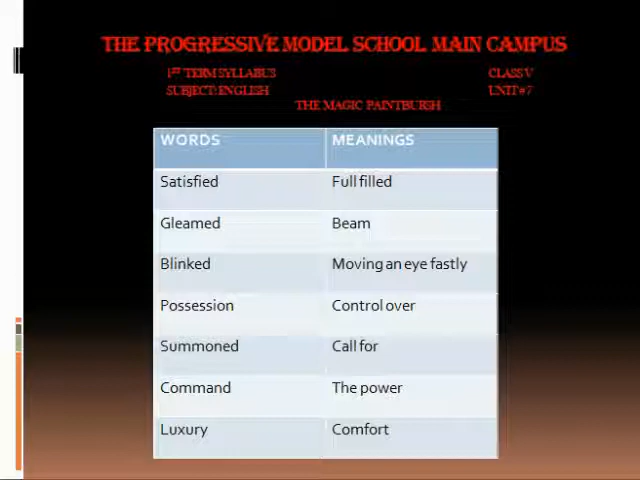 THE PROGRESSIVE MODEL SCHOOL MAIN CAMPUS
1ST TERM SYLLABUS CLASS V
SUBJECT: ENGLISH UNIT # 7
THE MAGIC PAINTBURSH
WORDS MEANINGS
Satisfied Full filled
Gleamed Beam
Blinked Moving an eye fastly
Possession Control over
Summoned Call for
Command The power
Luxury Comfort